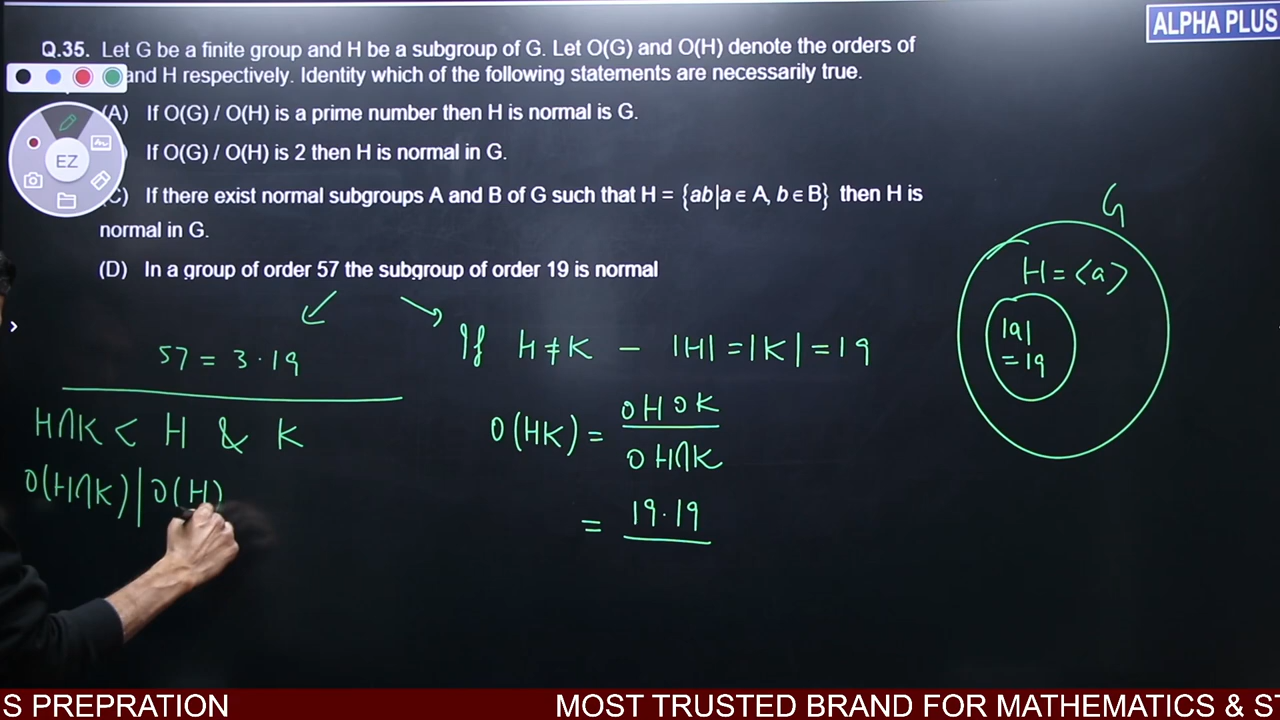 ALPHA PLUS
Q.35. Let G be a finite group and H be a subgroup of G. Let O(G) and O(H) denote the orders of
and H respectively. Identity which of the following statements are necessarily true.
(A) If O(G) / O(H) is a prime number then H is normal is G.
If O(G) / O(H) is 2 then H is normal in G.
C) If there exist normal subgroups A and B of G such that H = {ab|a ∈ A, b ∈ B} then H is
normal in G.
(D) In a group of order 57 the subgroup of order 19 is normal
EZ
G
H = <a>
|a|
= 19
57 = 3·19
If H ≠ K – |H| = |K| = 19
H∩K < H & K
O(HK) = OH OK / OH∩K
O(H∩K) | O(H)
= 19·19
S PREPRATION MOST TRUSTED BRAND FOR MATHEMATICS & ST